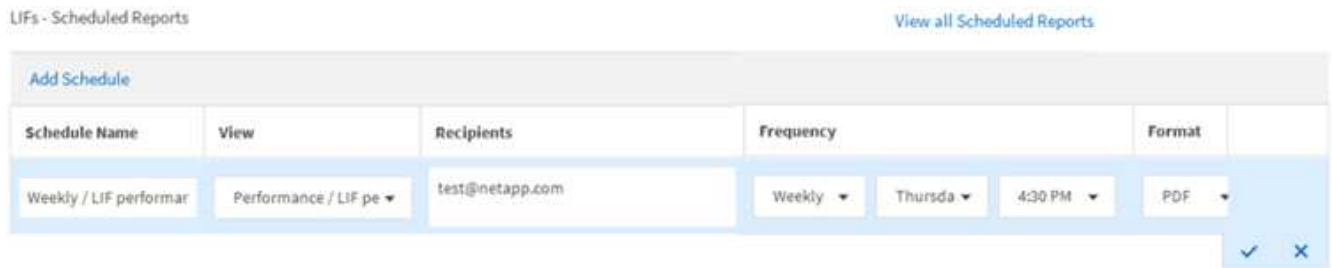 LIFs - Scheduled Reports View all Scheduled Reports
Add Schedule
Schedule Name View Recipients Frequency Format
Weekly / LIF performar Performance / LIF pe test@netapp.com Weekly Thursda 4:30 PM PDF